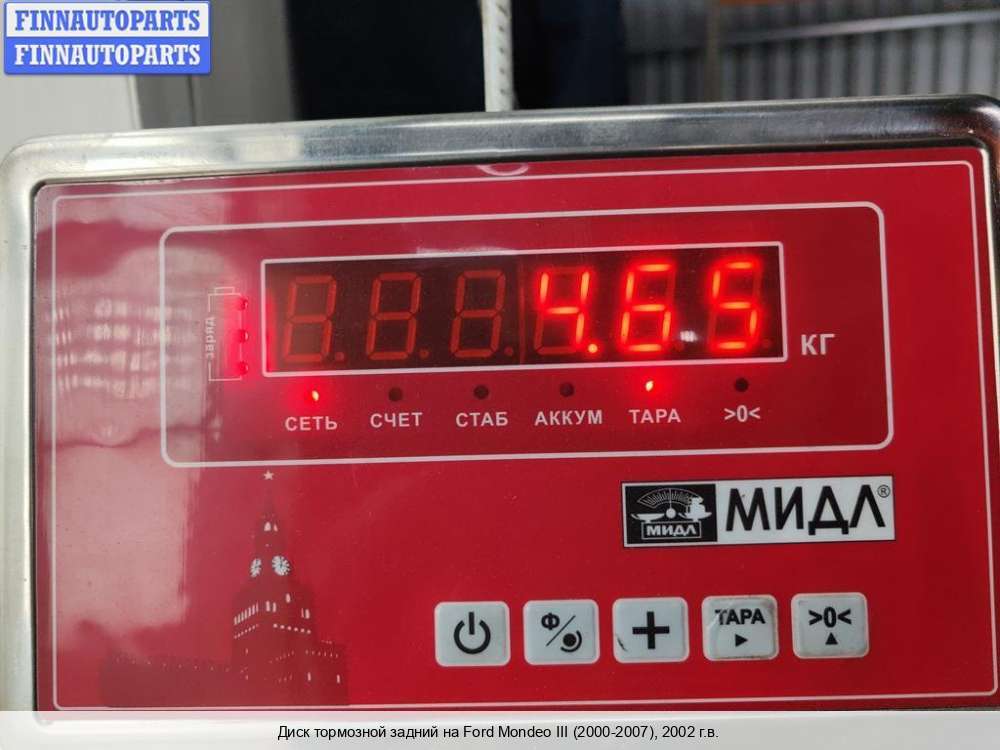 FINNAUTOPARTS
FINNAUTOPARTS
заряд
4.65
КГ
СЕТЬ СЧЕТ СТАБ АККУМ ТАРА >0<
МИДЛ МИДЛ®
Ф/ ТАРА >0<
Диск тормозной задний на Ford Mondeo III (2000-2007), 2002 г.в.